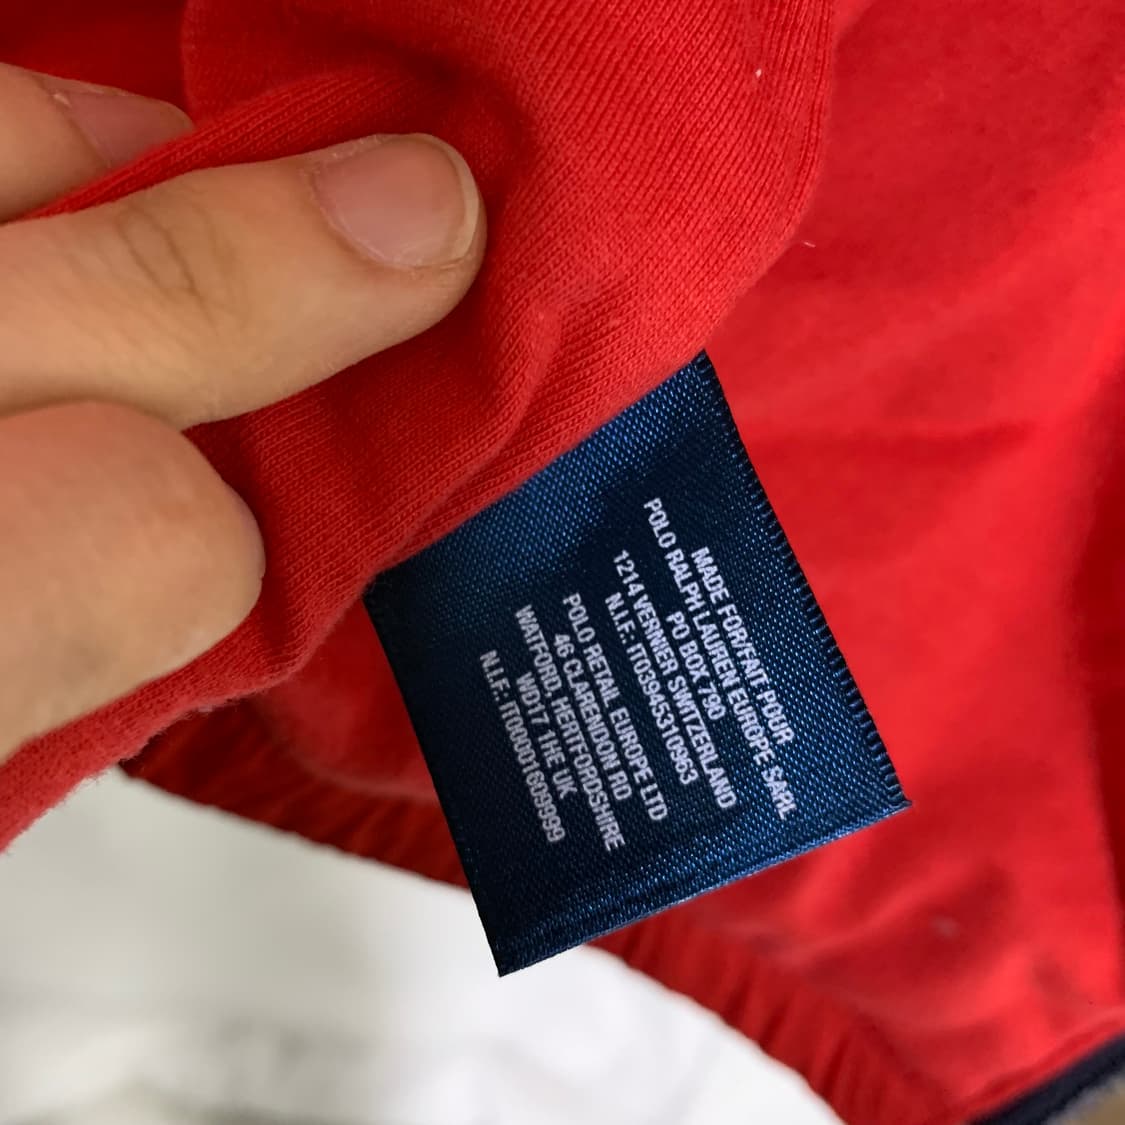 MADE FOR/FAIT POUR
POLO RALPH LAUREN EUROPE SARL
PO BOX 790
1214 VERNIER SWITZERLAND
N.I.F.: IT03945310963
POLO RETAIL EUROPE LTD
46 CLARENDON RD
WATFORD, HERTFORDSHIRE
WD17 1HE UK
N.I.F.: IT00001609999